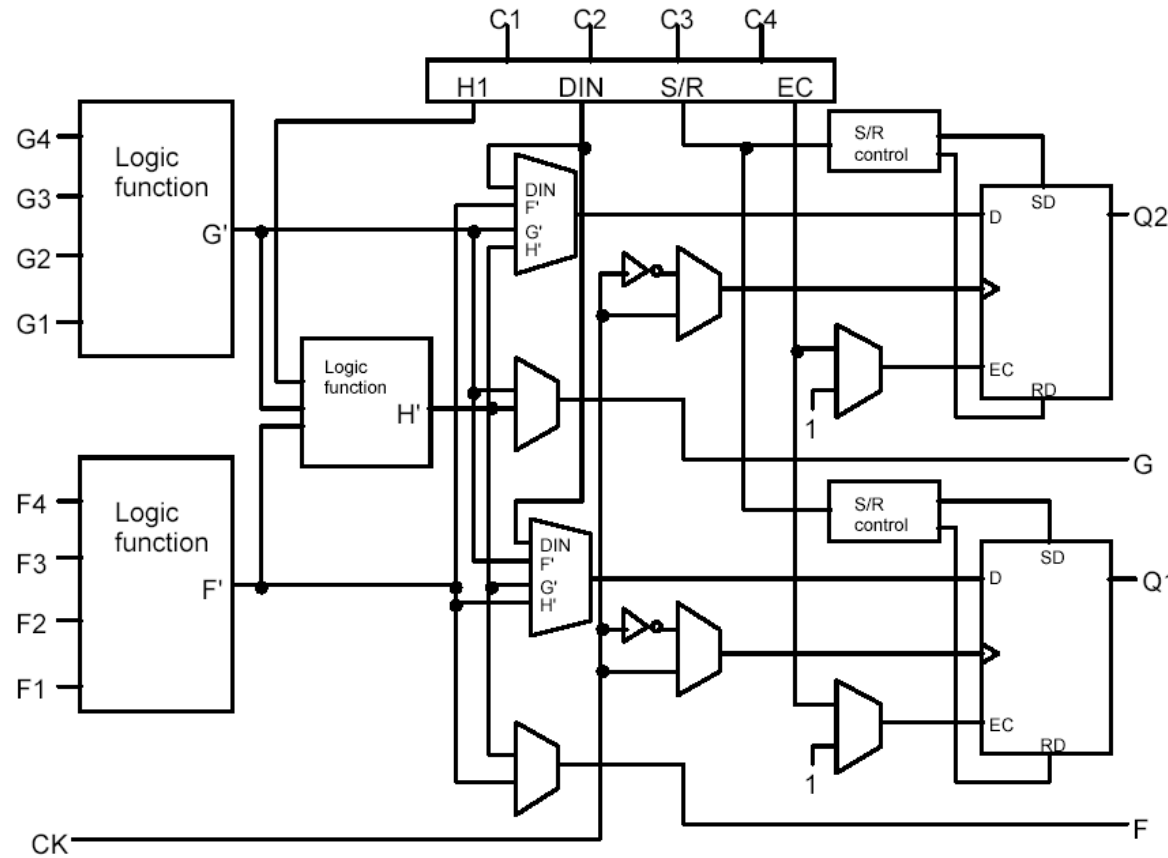 C1 C2 C3 C4
H1 DIN S/R EC
G4
G3
G2
G1
Logic
function
G'
DIN
F'
G'
H'
S/R
control
SD
D
EC
RD
Q2
1
Logic
function
H'
G
F4
F3
F2
F1
Logic
function
F'
DIN
F'
G'
H'
S/R
control
SD
D
EC
RD
Q1
1
F
CK